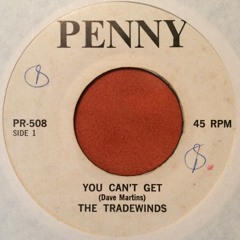 PENNY
PR-508
45 RPM
SIDE 1
YOU CAN'T GET
(Dave Martins)
THE TRADEWINDS